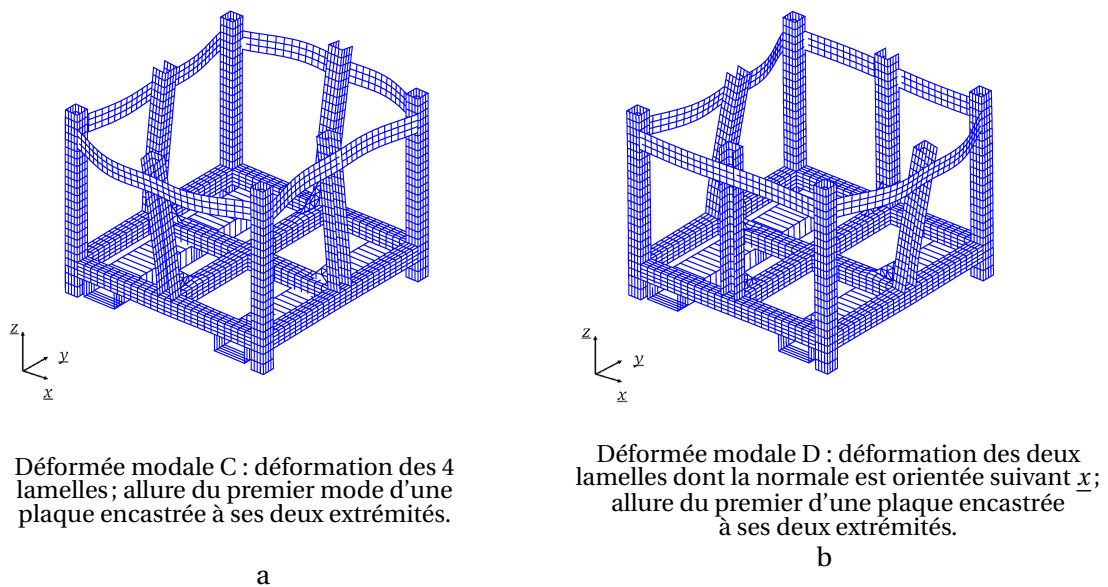 z
y
x
z
y
x
Déformée modale C : déformation des 4
lamelles; allure du premier mode d'une
plaque encastrée à ses deux extrémités.
a
Déformée modale D : déformation des deux
lamelles dont la normale est orientée suivant x;
allure du premier d'une plaque encastrée
à ses deux extrémités.
b